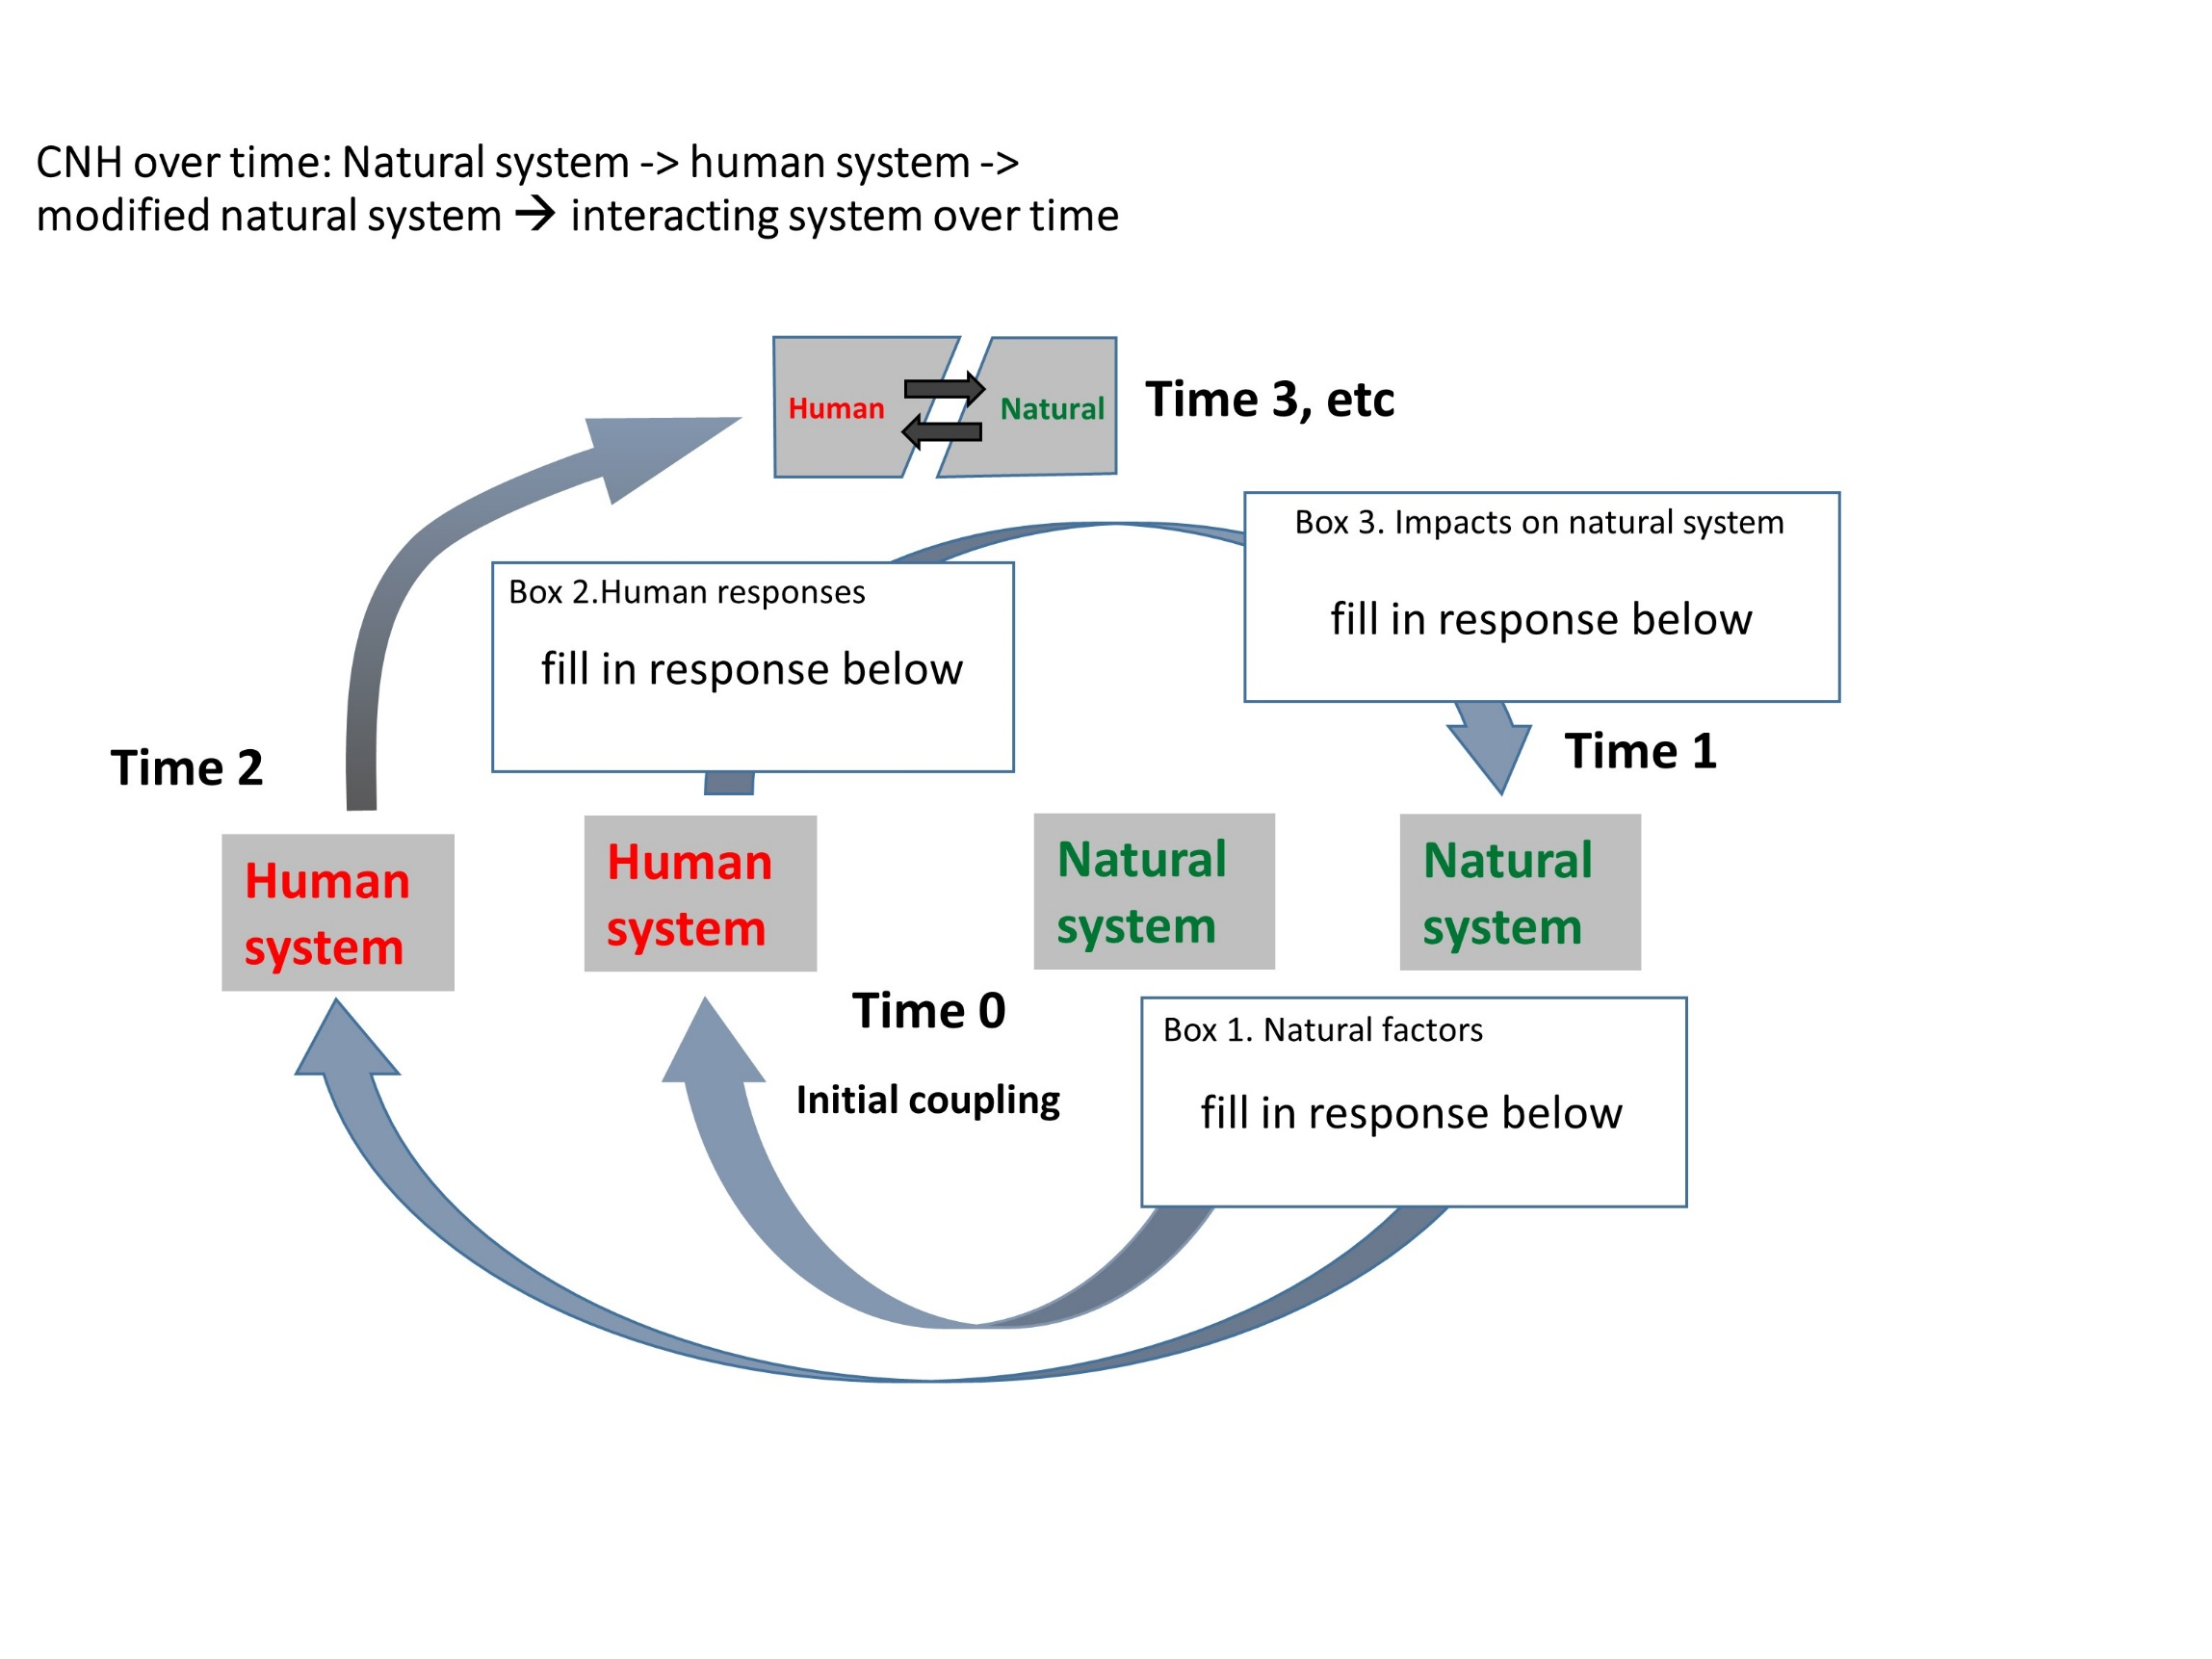 CNH over time: Natural system -> human system ->
modified natural system → interacting system over time
Human
Natural
Time 3, etc
Box 3. Impacts on natural system
fill in response below
Box 2.Human responses
fill in response below
Time 2
Time 1
Human
system
Human
system
Natural
system
Natural
system
Time 0
Initial coupling
Box 1. Natural factors
fill in response below